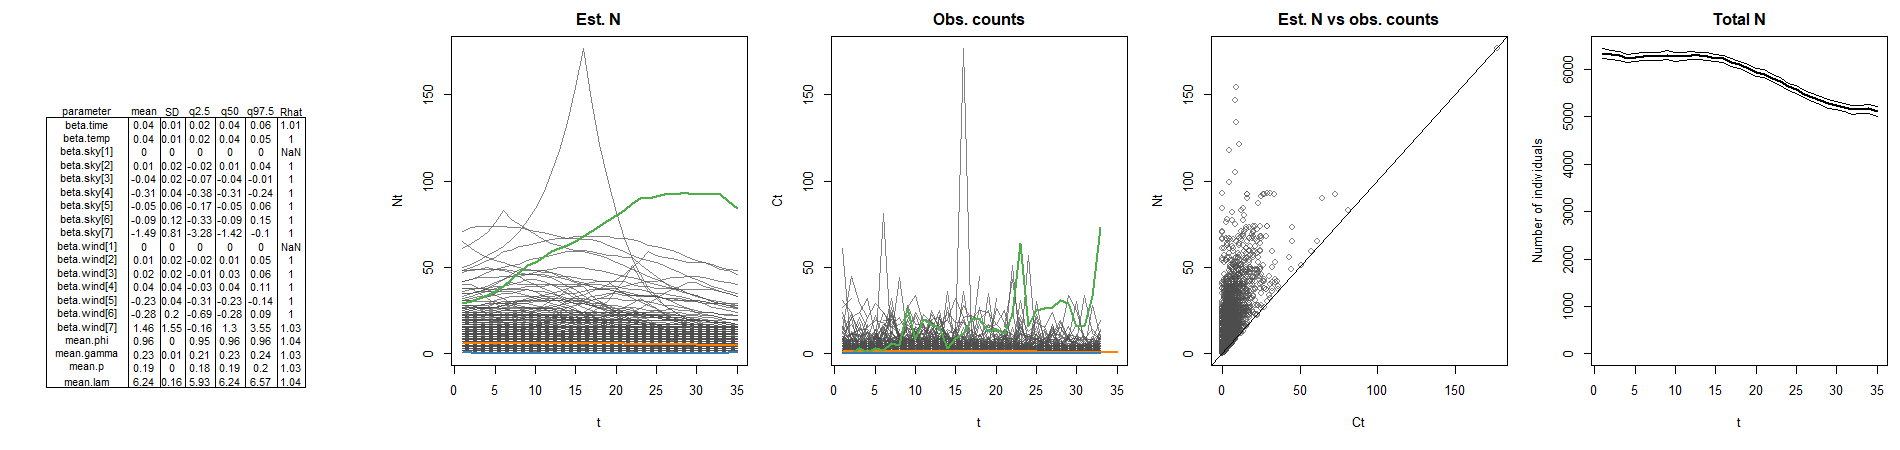 parameter mean SD q2.5 q50 q97.5 Rhat
beta.time 0.04 0.01 0.02 0.04 0.06 1.01
beta.temp 0.04 0.01 0.02 0.04 0.05 1
beta.sky[1] 0 0 0 0 0 NaN
beta.sky[2] 0.01 0.02 -0.02 0.01 0.04 1
beta.sky[3] -0.04 0.02 -0.07 -0.04 -0.01 1
beta.sky[4] -0.31 0.04 -0.38 -0.31 -0.24 1
beta.sky[5] -0.05 0.06 -0.17 -0.05 0.06 1
beta.sky[6] -0.09 0.12 -0.33 -0.09 0.15 1
beta.sky[7] -1.49 0.81 -3.28 -1.42 -0.1 1
beta.wind[1] 0 0 0 0 0 NaN
beta.wind[2] 0.01 0.02 -0.02 0.01 0.05 1
beta.wind[3] 0.02 0.02 -0.01 0.03 0.06 1
beta.wind[4] 0.04 0.04 -0.03 0.04 0.11 1
beta.wind[5] -0.23 0.04 -0.31 -0.23 -0.14 1
beta.wind[6] -0.28 0.2 -0.69 -0.28 0.09 1
beta.wind[7] 1.46 1.55 -0.16 1.3 3.55 1.03
mean.phi 0.96 0 0.95 0.96 0.96 1.04
mean.gamma 0.23 0.01 0.21 0.23 0.24 1.03
mean.p 0.19 0 0.18 0.19 0.2 1.03
mean.lam 6.24 0.16 5.93 6.24 6.57 1.04
Est. N
Nt
150
100
50
0
0 5 10 15 20 25 30 35
t
Obs. counts
Ct
150
100
50
0
0 5 10 15 20 25 30 35
t
Est. N vs obs. counts
Nt
150
100
50
0
0 50 100 150
Ct
Total N
Number of individuals
6000
5000
4000
3000
2000
1000
0
0 5 10 15 20 25 30 35
t